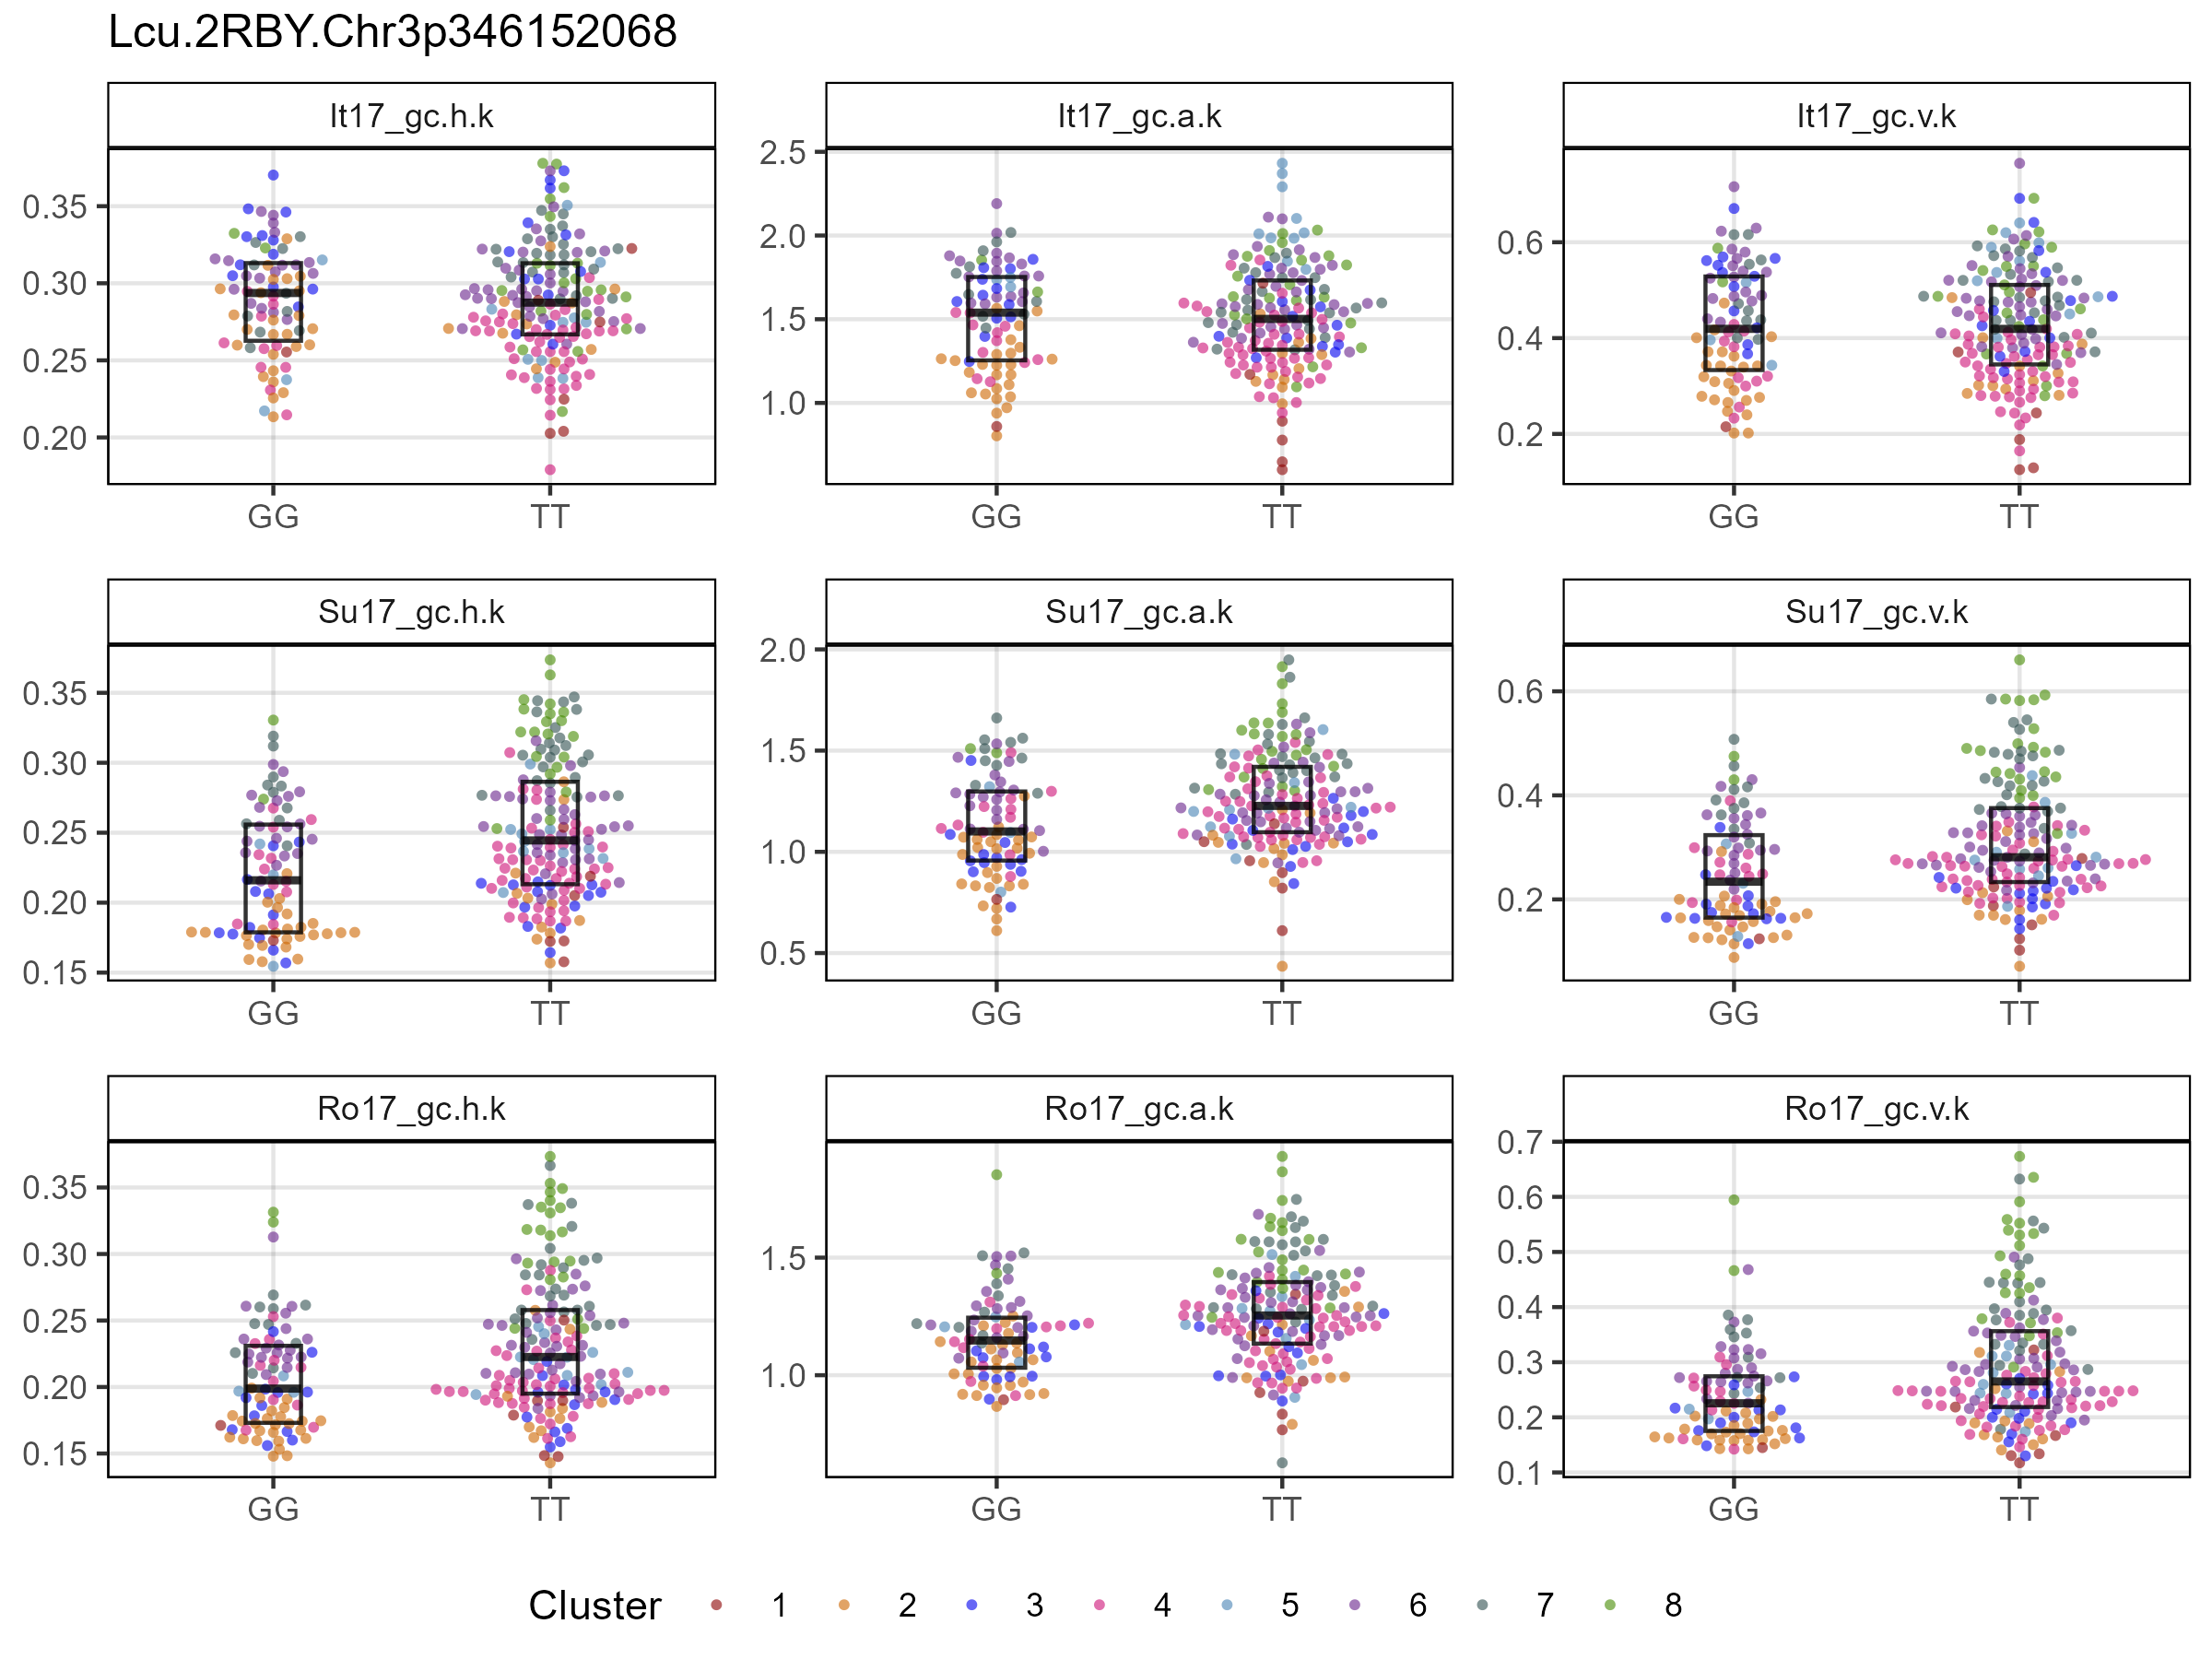 Lcu.2RBY.Chr3p346152068
It17_gc.h.k
It17_gc.a.k
It17_gc.v.k
0.35
0.30
0.25
0.20
GG TT
2.5
2.0
1.5
1.0
GG TT
0.6
0.4
0.2
GG TT
Su17_gc.h.k
Su17_gc.a.k
Su17_gc.v.k
0.35
0.30
0.25
0.20
0.15
GG TT
2.0
1.5
1.0
0.5
GG TT
0.6
0.4
0.2
GG TT
Ro17_gc.h.k
Ro17_gc.a.k
Ro17_gc.v.k
0.35
0.30
0.25
0.20
0.15
GG TT
1.5
1.0
GG TT
0.7
0.6
0.5
0.4
0.3
0.2
0.1
GG TT
Cluster 1 2 3 4 5 6 7 8